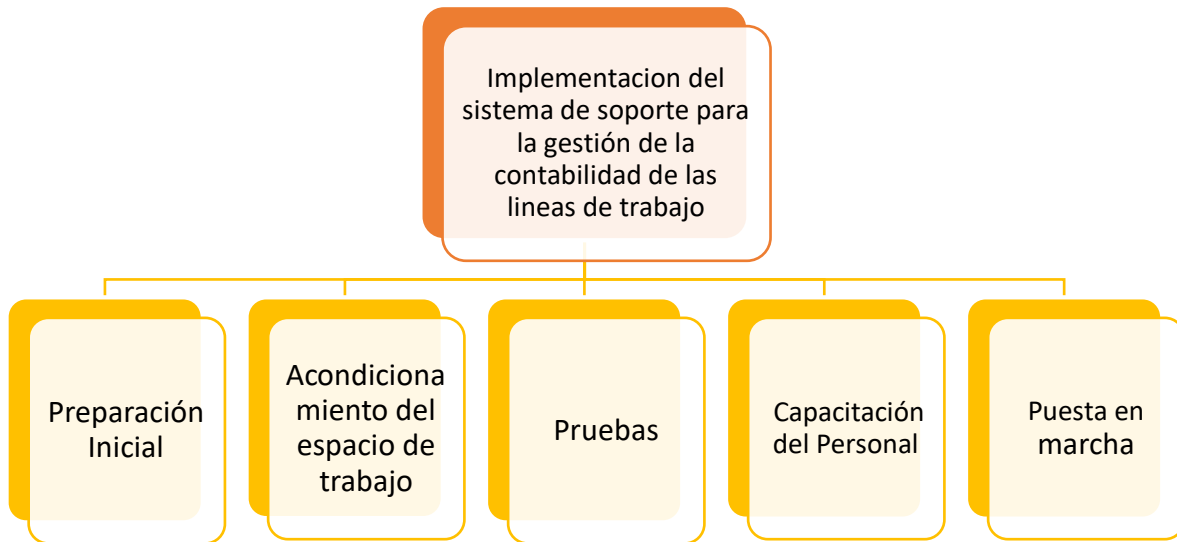 Implementacion del
sistema de soporte para
la gestión de la
contabilidad de las
lineas de trabajo
Preparación
Inicial
Acondiciona
miento del
espacio de
trabajo
Pruebas
Capacitación
del Personal
Puesta en
marcha